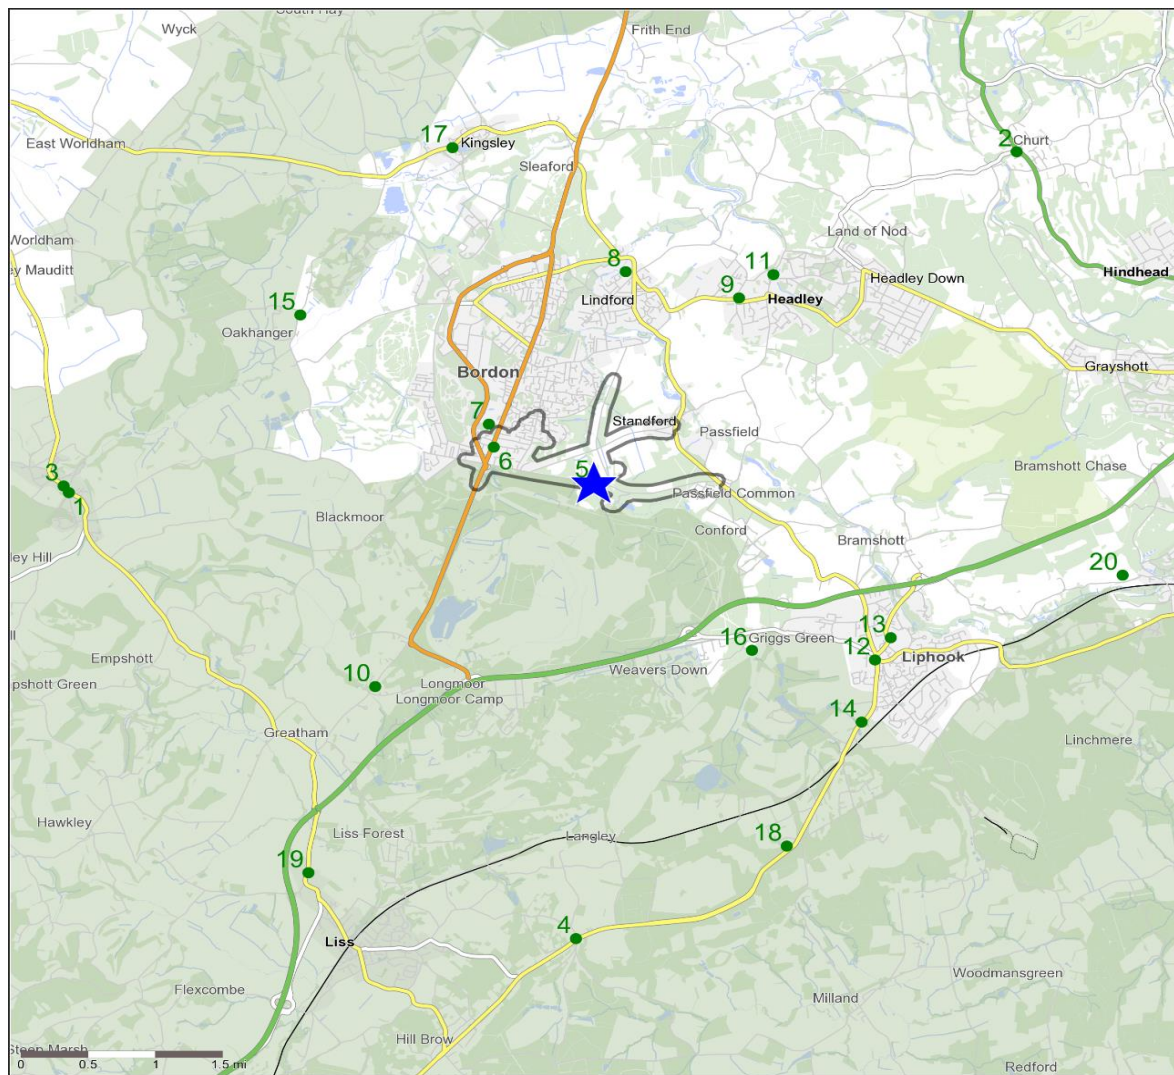 South Hay
Wyck
Frith End
East Worldham
17
Kingsley
Sleaford
2
Churt
Worldham
ey Mauditt
Land of Nod
8
11
9
Lindford
Headley
Headley Down
Hindhead
15
Oakhanger
Bordon
Grayshott
7
Standford
Passfield
6
5
Bramshott Chase
3
1
Passfield Common
Blackmoor
Conford
Bramshott
ley Hill
20
16
Griggs Green
13
12
Liphook
Empshott
Weavers Down
10
Longmoor
Longmoor Camp
pshott Green
14
Greatham
Linchmere
Hawkley
Liss Forest
Langley
18
19
4
Liss
Woodmansgreen
Flexcombe
Milland
Hill Brow
Steep Marsh
0 0.5 1 1.5 mi
Redford